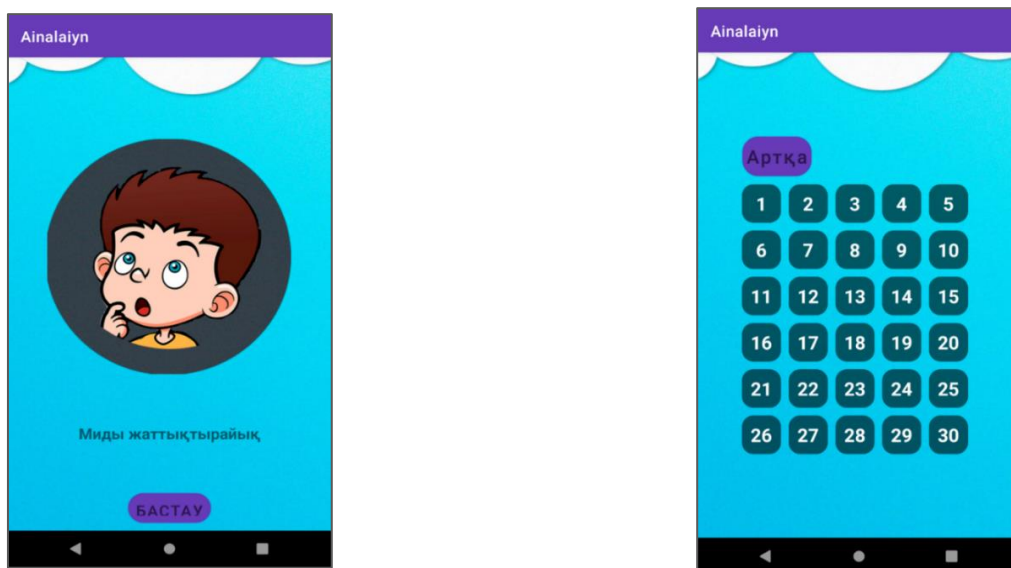 Ainalaiyn
Миды жаттықтырайық
БАСТАУ
Ainalaiyn
Артқа
1 2 3 4 5
6 7 8 9 10
11 12 13 14 15
16 17 18 19 20
21 22 23 24 25
26 27 28 29 30